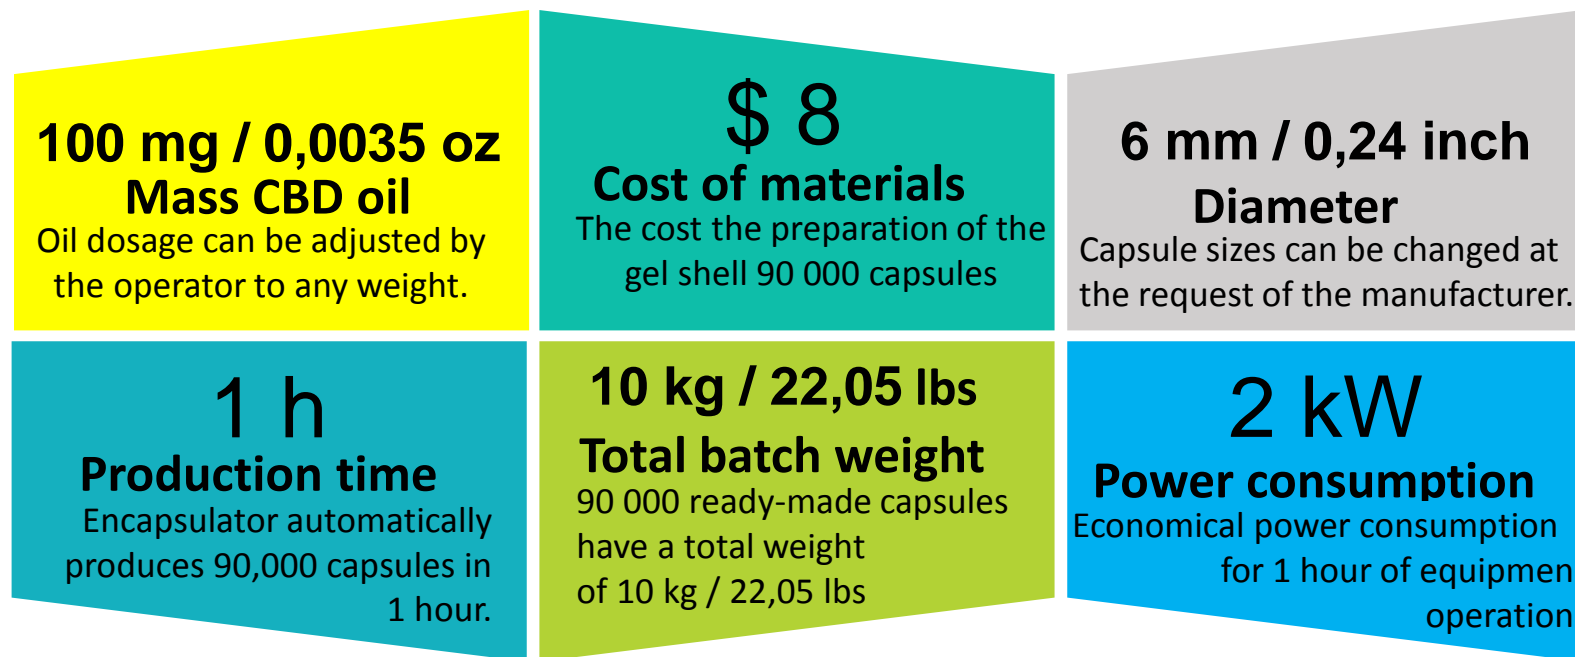 100 mg / 0,0035 oz
Mass CBD oil
Oil dosage can be adjusted by
the operator to any weight.
$ 8
Cost of materials
The cost the preparation of the
gel shell 90 000 capsules
6 mm / 0,24 inch
Diameter
Capsule sizes can be changed at
the request of the manufacturer.
1 h
Production time
Encapsulator automatically
produces 90,000 capsules in
1 hour.
10 kg / 22,05 lbs
Total batch weight
90 000 ready-made capsules
have a total weight
of 10 kg / 22,05 lbs
2 kW
Power consumption
Economical power consumption
for 1 hour of equipmen
operation